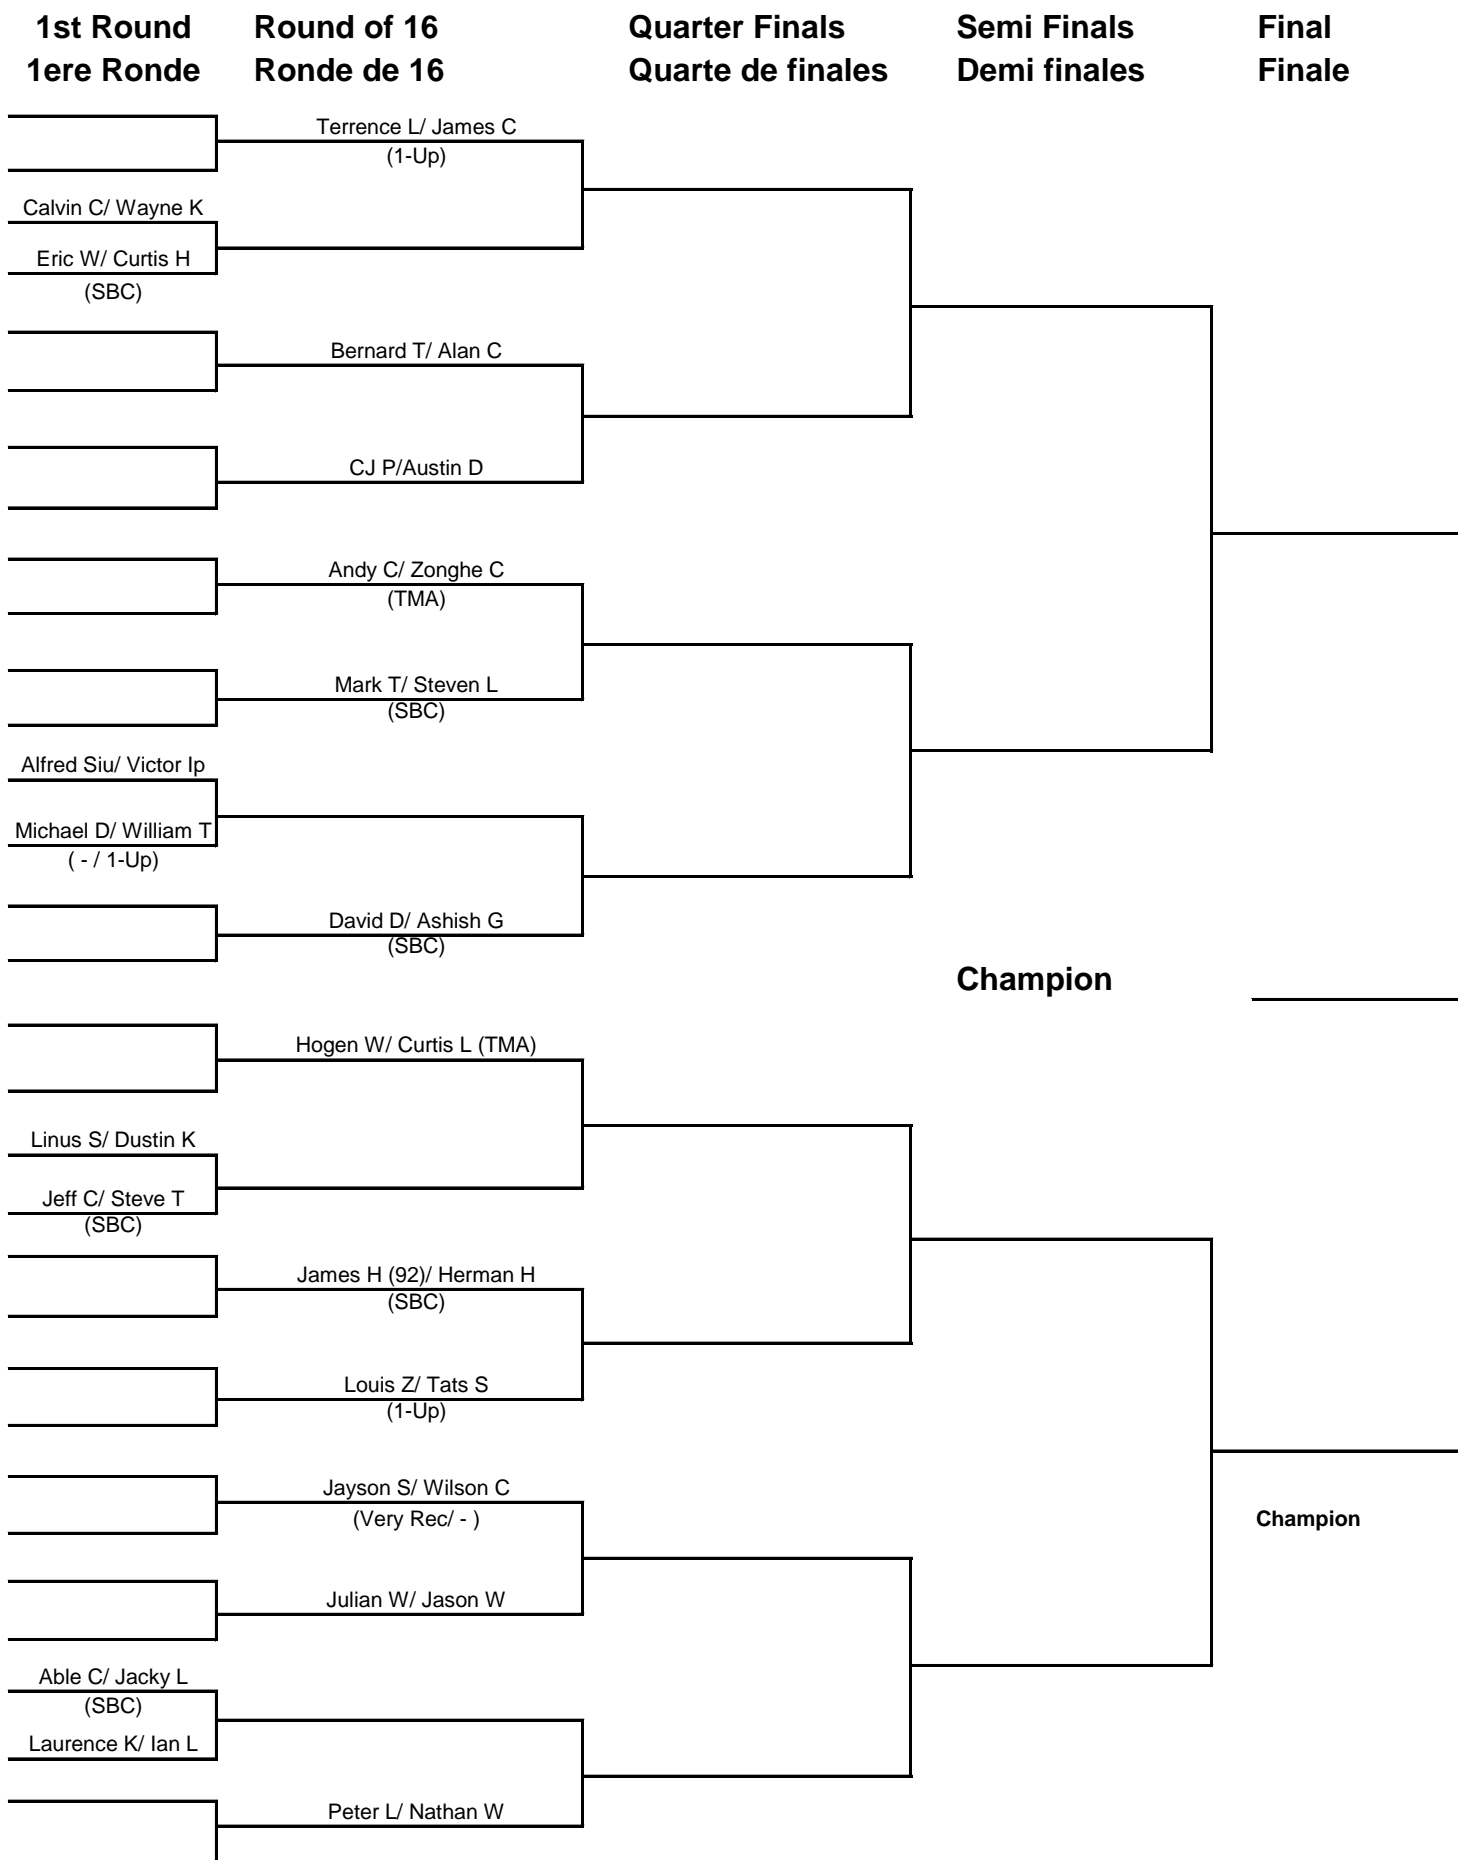 1st Round Round of 16 Quarter Finals Semi Finals Final
1ere Ronde Ronde de 16 Quarte de finales Demi finales Finale
Terrence L/ James C
(1-Up)
Calvin C/ Wayne K
Eric W/ Curtis H
(SBC)
Bernard T/ Alan C
CJ P/Austin D
Andy C/ Zonghe C
(TMA)
Mark T/ Steven L
(SBC)
Alfred Siu/ Victor Ip
Michael D/ William T
( - / 1-Up)
David D/ Ashish G
(SBC)
Champion
Hogen W/ Curtis L (TMA)
Linus S/ Dustin K
Jeff C/ Steve T
(SBC)
James H (92)/ Herman H
(SBC)
Louis Z/ Tats S
(1-Up)
Jayson S/ Wilson C
(Very Rec/ - )
Champion
Julian W/ Jason W
Able C/ Jacky L
(SBC)
Laurence K/ Ian L
Peter L/ Nathan W